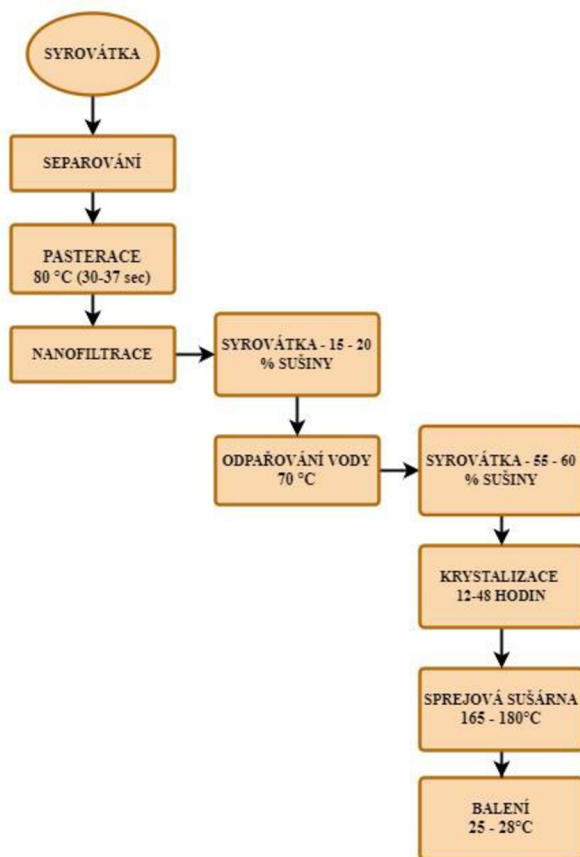 SYROVÁTKA
SEPAROVÁNÍ
PASTERACE
80 °C (30-37 sec)
NANOFILTRACE
SYROVÁTKA - 15 - 20
% SUŠINY
ODPAŘOVÁNÍ VODY
70 °C
SYROVÁTKA - 55 - 60
% SUŠINY
KRYSTALIZACE
12-48 HODIN
SPREJOVÁ SUŠÁRNA
165 - 180°C
BALENÍ
25 - 28°C